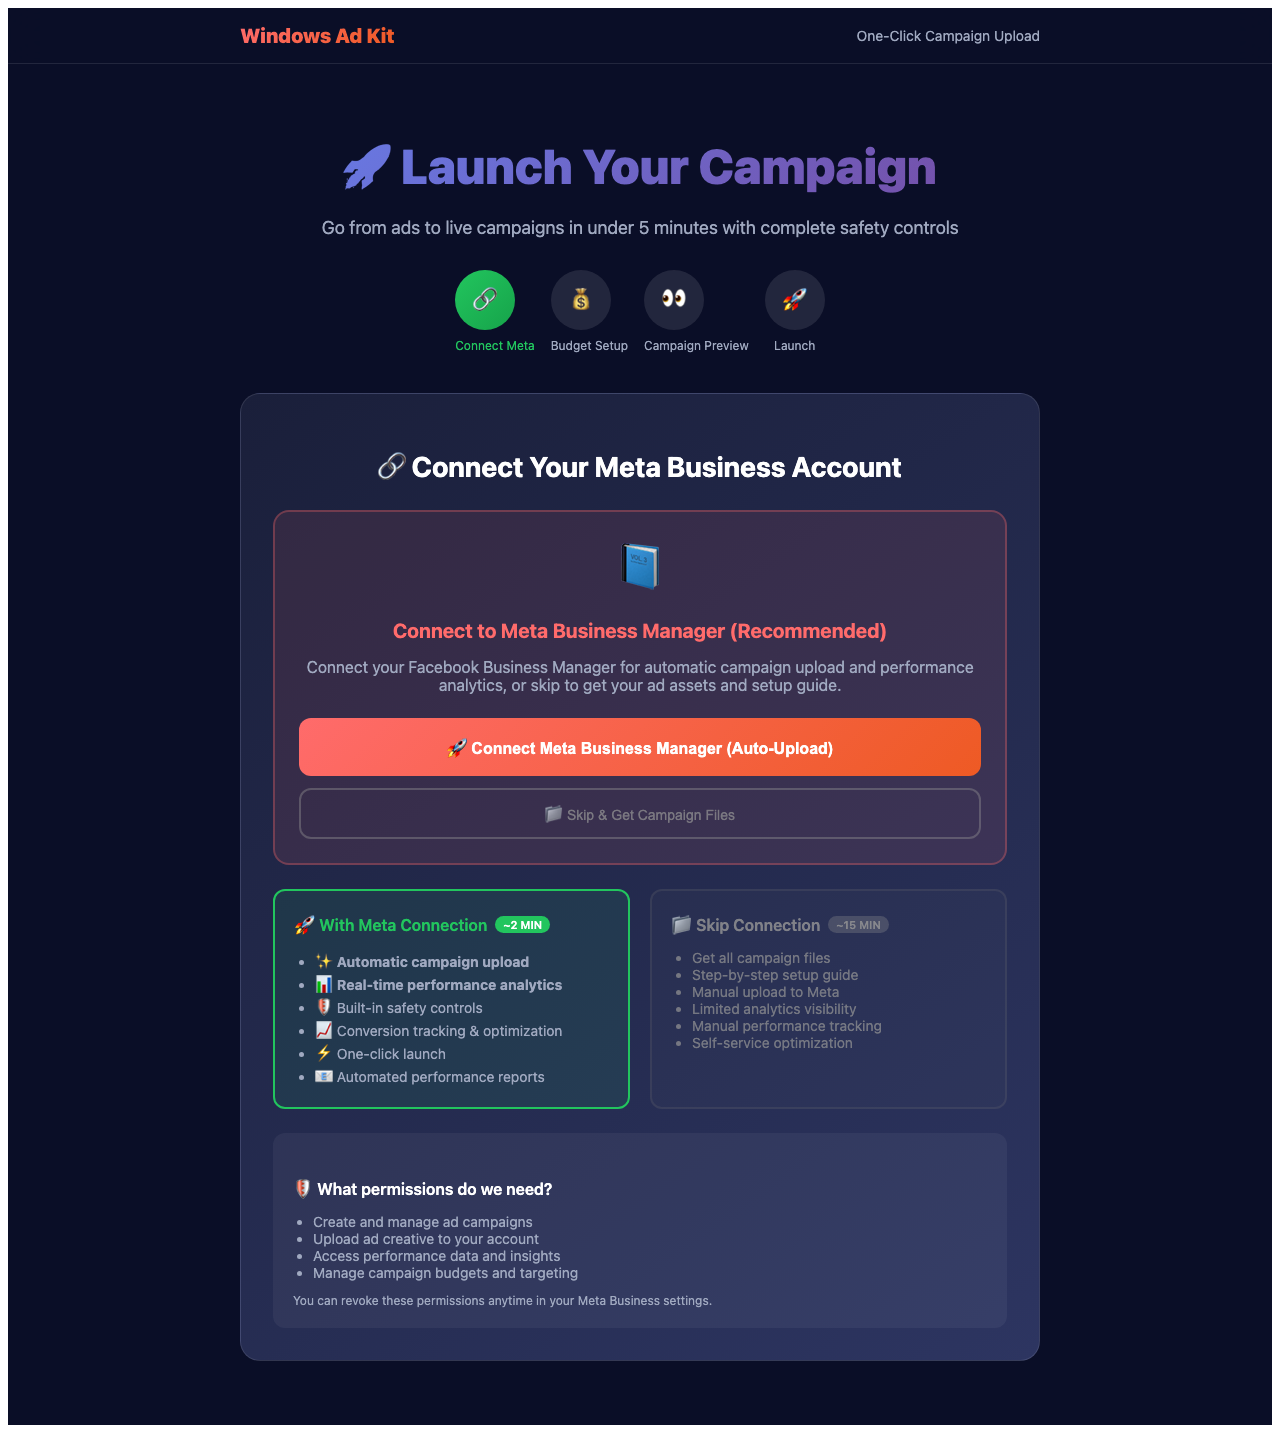 Windows Ad Kit
One-Click Campaign Upload
🚀 Launch Your Campaign
Go from ads to live campaigns in under 5 minutes with complete safety controls
🔗
💰
👀
🚀
Connect Meta
Budget Setup
Campaign Preview
Launch
🔗 Connect Your Meta Business Account
📘
Connect to Meta Business Manager (Recommended)
Connect your Facebook Business Manager for automatic campaign upload and performance
analytics, or skip to get your ad assets and setup guide.
🚀 Connect Meta Business Manager (Auto-Upload)
📁 Skip & Get Campaign Files
🚀 With Meta Connection ~2 MIN
• ✨ Automatic campaign upload
• 📊 Real-time performance analytics
• 🛡️ Built-in safety controls
• 📈 Conversion tracking & optimization
• ⚡ One-click launch
• 📧 Automated performance reports
📁 Skip Connection ~15 MIN
• Get all campaign files
• Step-by-step setup guide
• Manual upload to Meta
• Limited analytics visibility
• Manual performance tracking
• Self-service optimization
🛡️ What permissions do we need?
• Create and manage ad campaigns
• Upload ad creative to your account
• Access performance data and insights
• Manage campaign budgets and targeting
You can revoke these permissions anytime in your Meta Business settings.